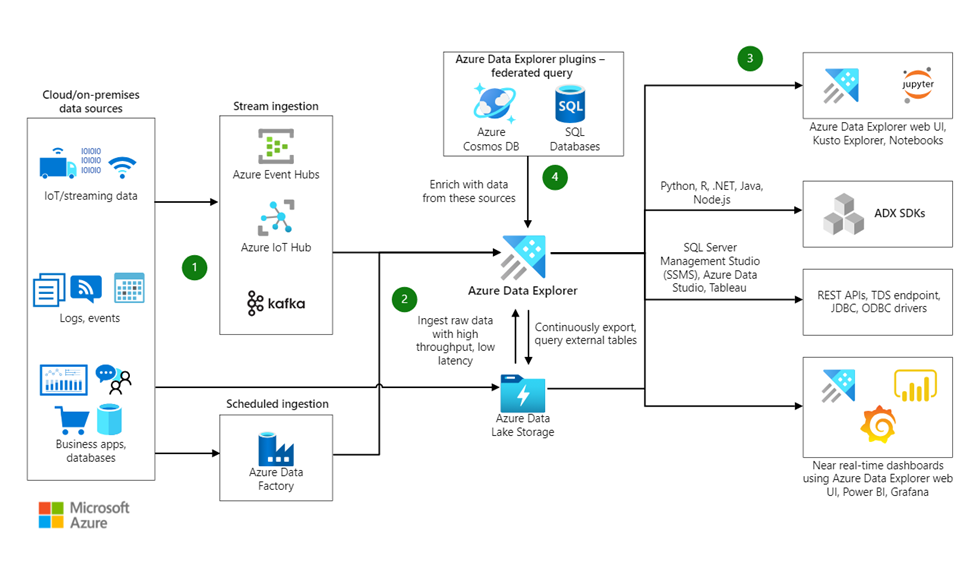 Azure Data Explorer plugins –
federated query
Azure
Cosmos DB
SQL
SQL
Databases
3
jupyter
Azure Data Explorer web UI,
Kusto Explorer, Notebooks
Cloud/on-premises
data sources
IOIOI
IOIOI
IOIOI
IoT/streaming data
Logs, events
Business apps,
databases
Stream ingestion
Azure Event Hubs
Azure IoT Hub
kafka
1
Enrich with data
from these sources
4
Python, R, .NET, Java,
Node.js
ADX SDKs
Azure Data Explorer
SQL Server
Management Studio
(SSMS), Azure Data
Studio, Tableau
REST APIs, TDS endpoint,
JDBC, ODBC drivers
2
Ingest raw data
with high
throughput, low
latency
Continuously export,
query external tables
Azure Data
Lake Storage
Scheduled ingestion
Azure Data
Factory
Near real-time dashboards
using Azure Data Explorer web
UI, Power BI, Grafana
Microsoft
Azure